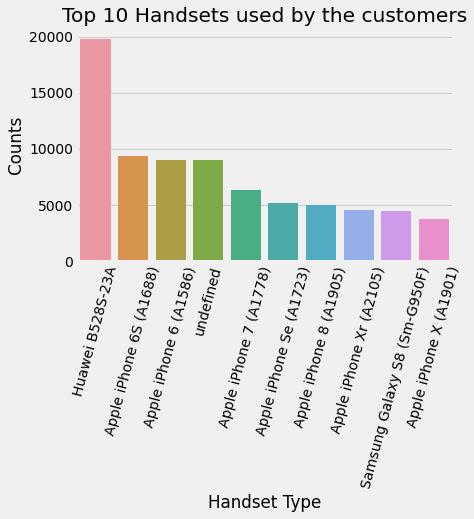 Top 10 Handsets used by the customers
Counts
20000
15000
10000
5000
0
Huawei B528S-23A
Apple iPhone 6S (A1688)
Apple iPhone 6 (A1586)
undefined
Apple iPhone 7 (A1778)
Apple iPhone Se (A1723)
Apple iPhone 8 (A1905)
Apple iPhone Xr (A2105)
Samsung Galaxy S8 (Sm-G950F)
Apple iPhone X (A1901)
Handset Type